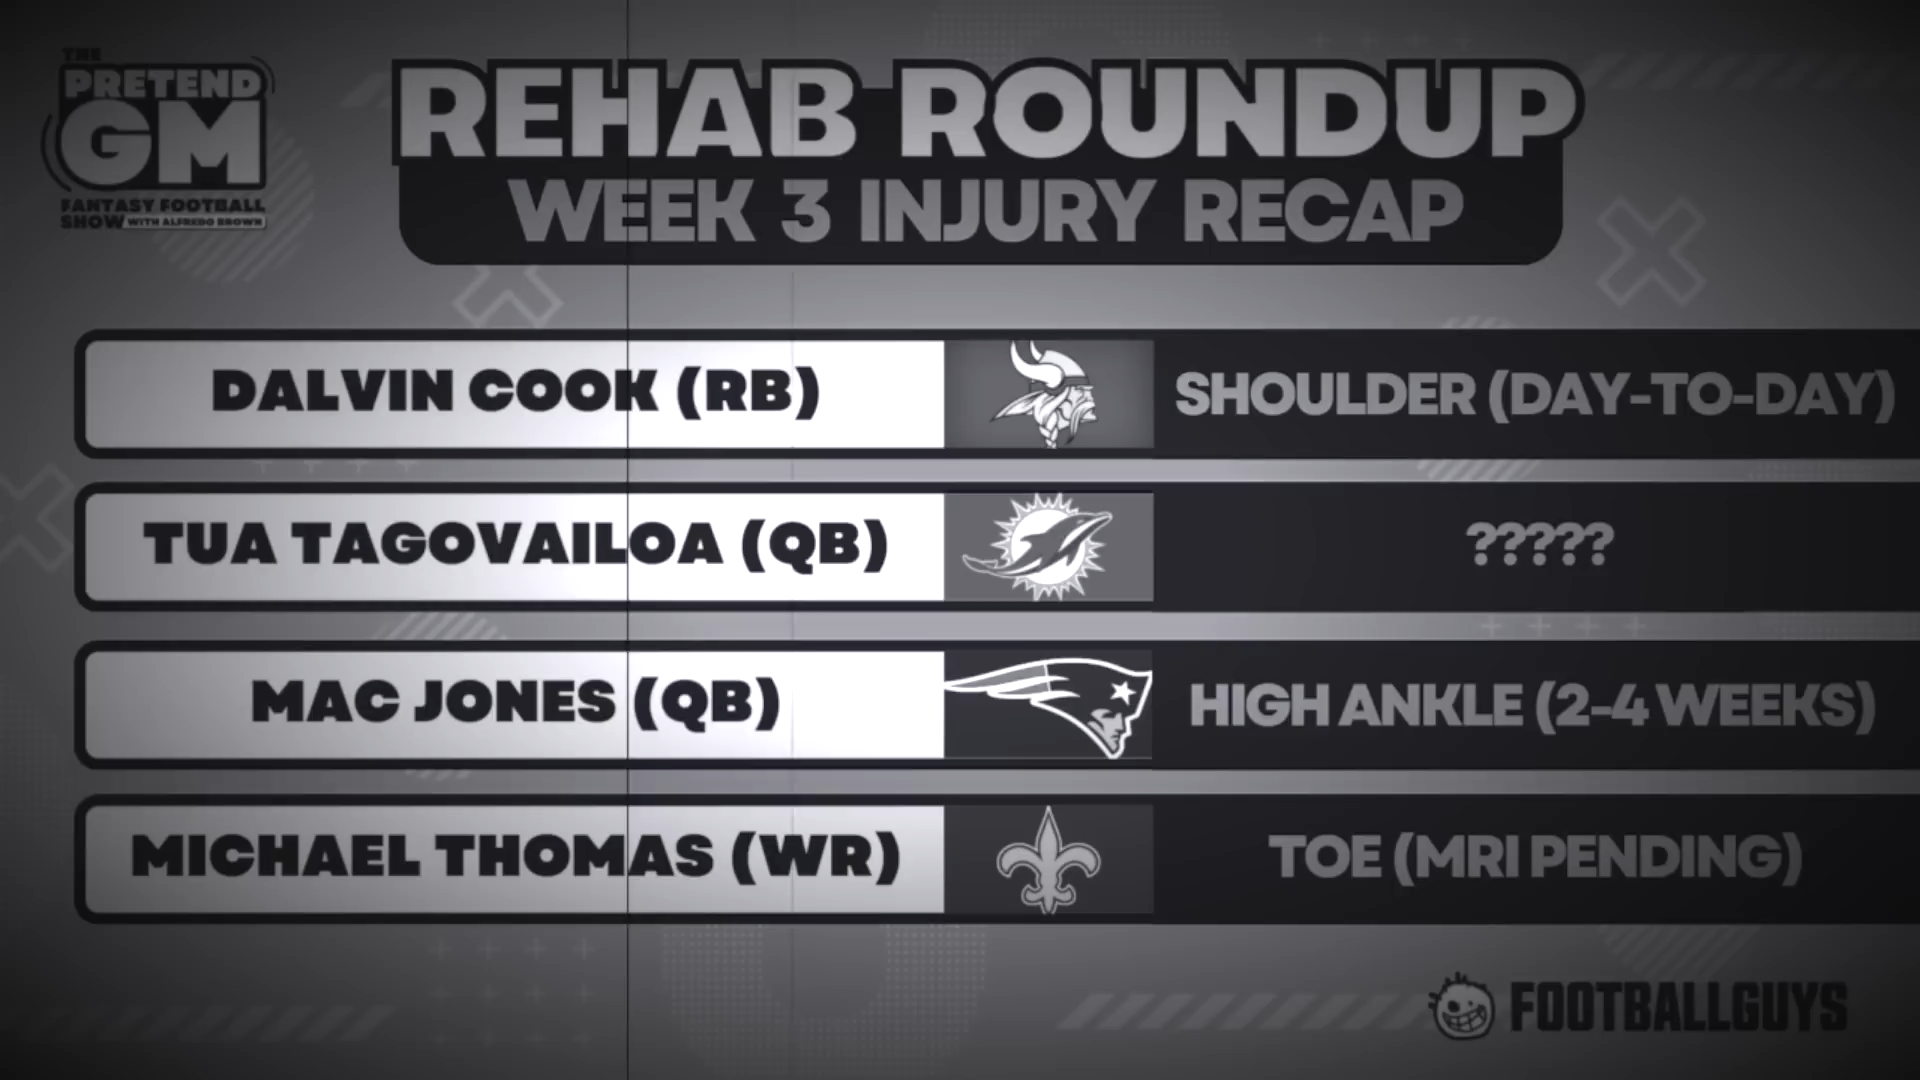 THE
PRETEND
GM
FANTASY FOOTBALL
SHOW WITH ALFREDO BROWN
REHAB ROUNDUP
WEEK 3 INJURY RECAP
DALVIN COOK (RB)
SHOULDER (DAY-TO-DAY)
TUA TAGOVAILOA (QB)
?????
MAC JONES (QB)
HIGH ANKLE (2-4 WEEKS)
MICHAEL THOMAS (WR)
TOE (MRI PENDING)
FOOTBALLGUYS